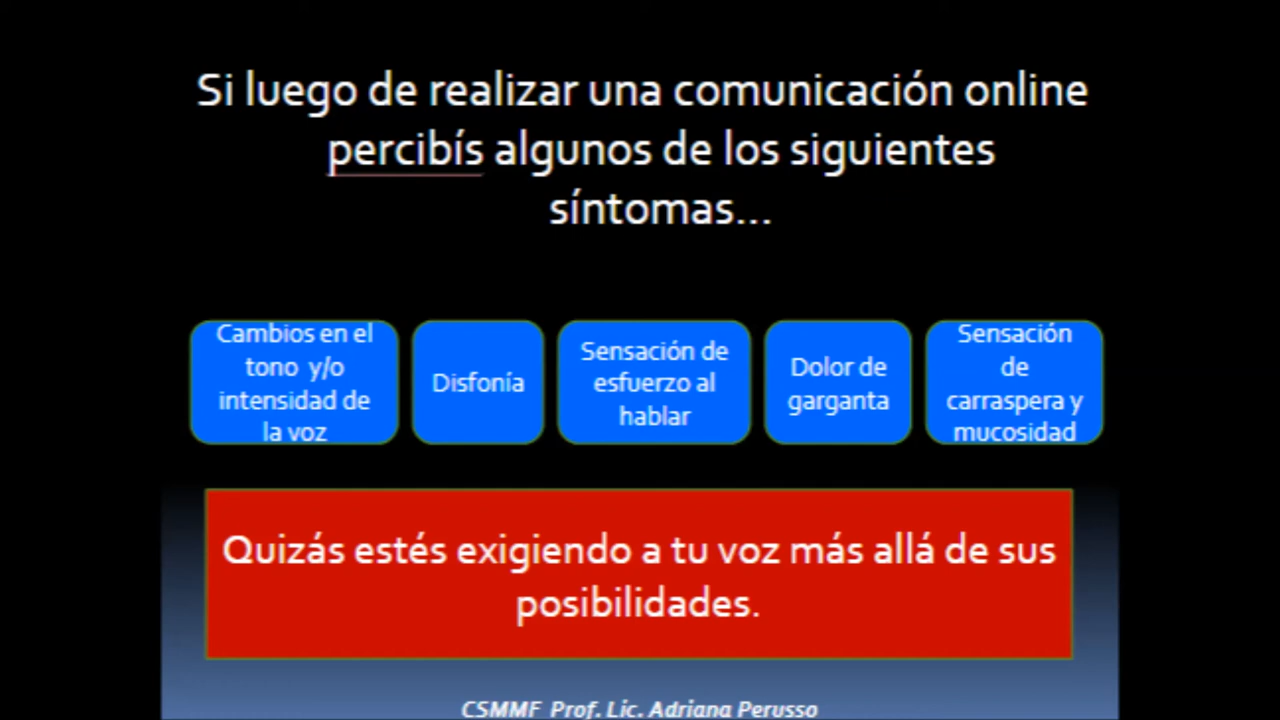 Si luego de realizar una comunicación online
percibís algunos de los siguientes
síntomas...
Cambios en el
tono y/o
intensidad de
la voz
Disfonía
Sensación de
esfuerzo al
hablar
Dolor de
garganta
Sensación
de
carraspera y
mucosidad
Quizás estés exigiendo a tu voz más allá de sus
posibilidades.
CSMMF Prof. Lic. Adriana Perusso